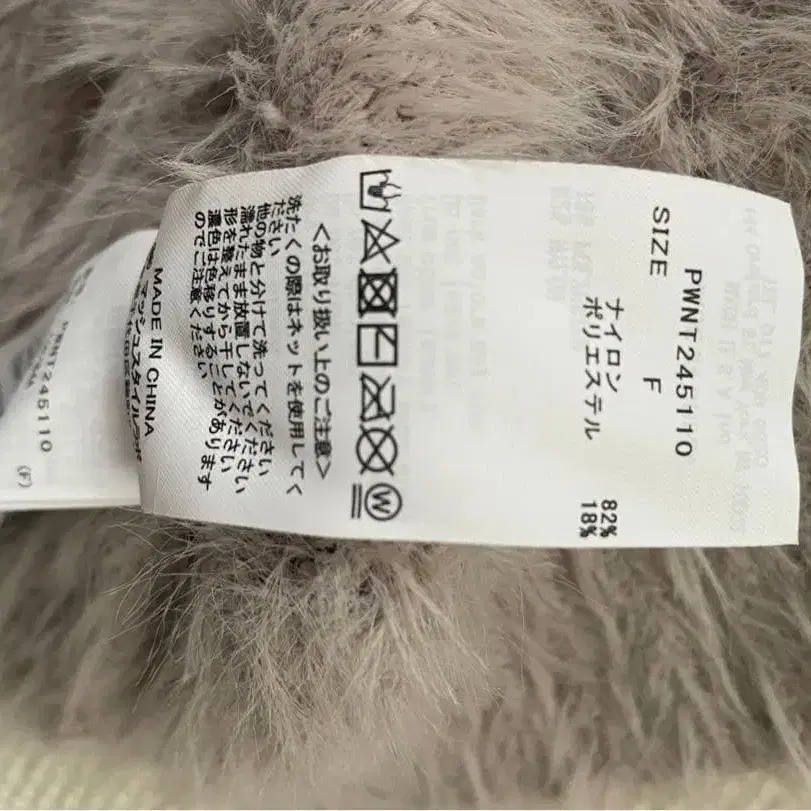 PWNT245110
SIZE F
ナイロン 82%
ポリエステル 18%
W
<お取り扱い上のご注意>
洗たくの際はネットを使用してく
ださい
他の物と分けて洗ってください
濡れたまま放置しないでください
形を整えてから干してください
濃色は色移りすることがあります
のでご注意ください
MADE IN CHINA
PWNT245110
(F)